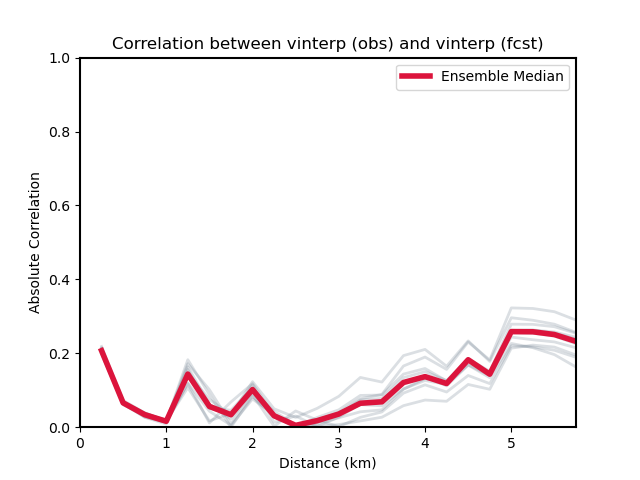 Correlation between vinterp (obs) and vinterp (fcst)
Ensemble Median
Absolute Correlation
1.0
0.8
0.6
0.4
0.2
0.0
0 1 2 3 4 5
Distance (km)